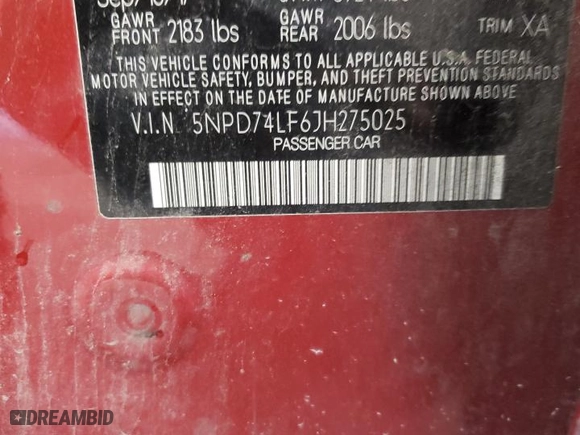 GAWR FRONT 2183 lbs GAWR REAR 2006 lbs TRIM XA
THIS VEHICLE CONFORMS TO ALL APPLICABLE U.S.A. FEDERAL
MOTOR VEHICLE SAFETY, BUMPER, AND THEFT PREVENTION STANDARDS
IN EFFECT ON THE DATE OF MANUFACTURE SHOWN ABOVE.
V.I.N 5NPD74LF6JH275025
PASSENGER CAR
DREAMBID